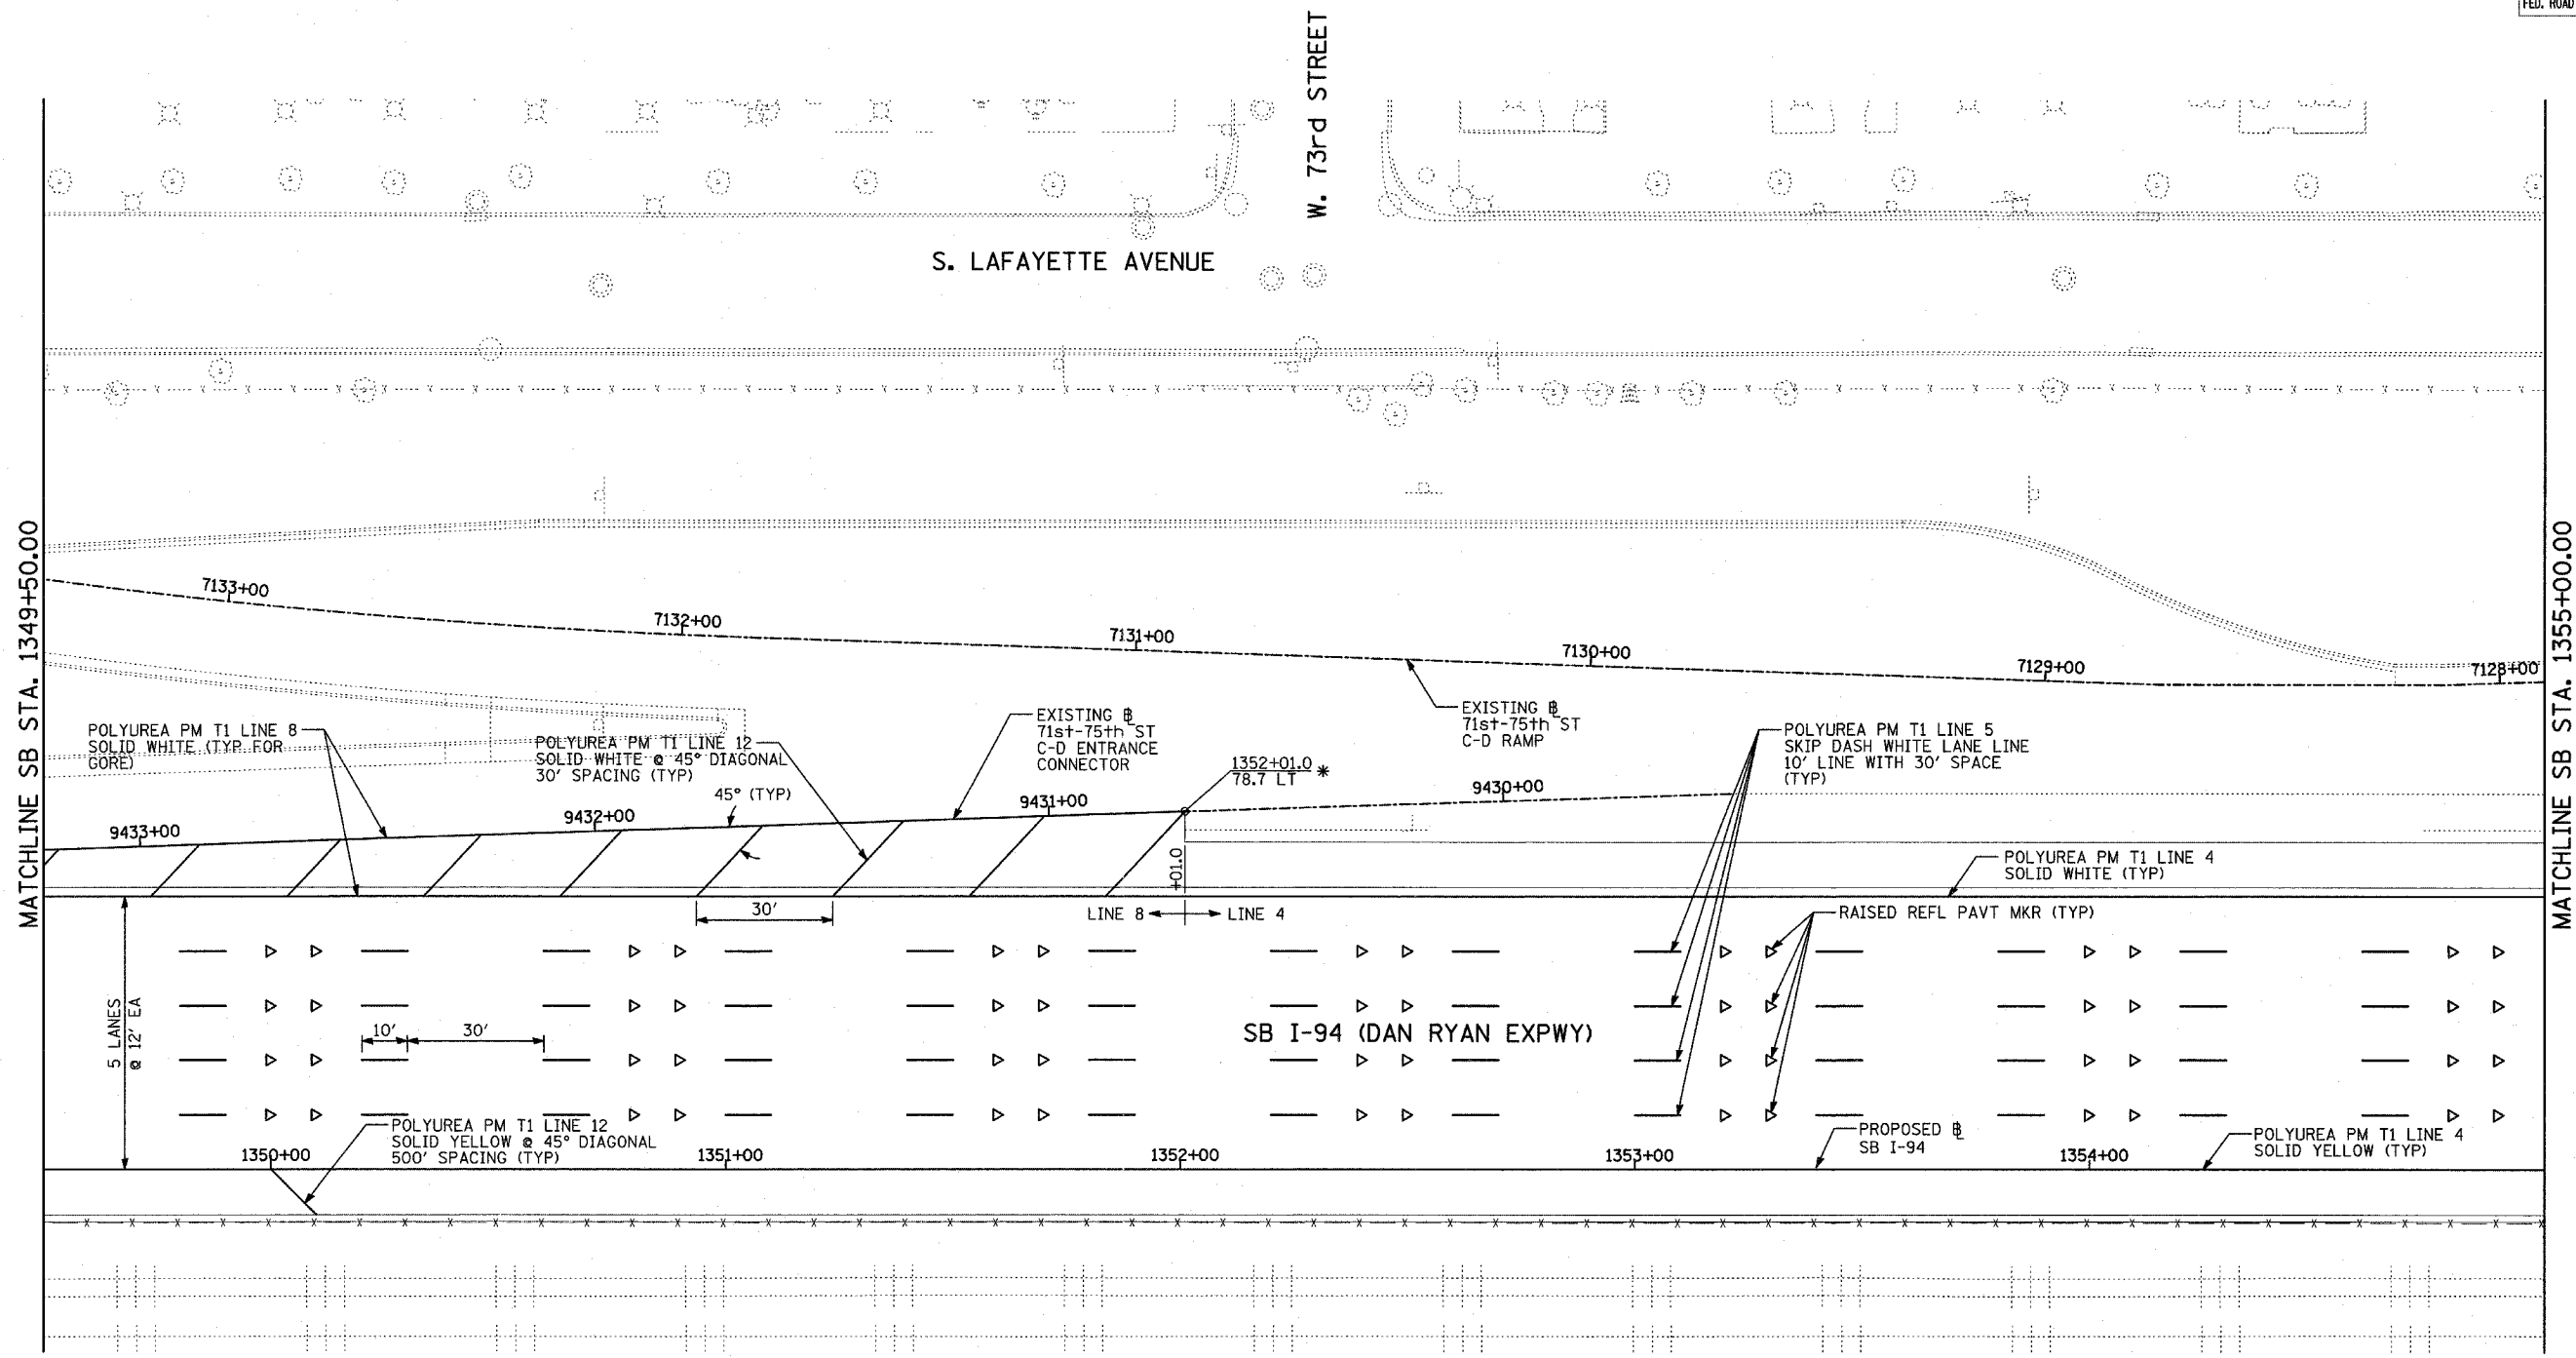 FED. ROAD
W. 73rd STREET
S. LAFAYETTE AVENUE
MATCHLINE SB STA. 1349+50.00
MATCHLINE SB STA. 1355+00.00
7133+00
7132+00
7131+00
7130+00
7129+00
7128+00
POLYUREA PM T1 LINE 8
SOLID WHITE (TYP FOR
GORE)
POLYUREA PM T1 LINE 12
SOLID WHITE @ 45° DIAGONAL
30' SPACING (TYP)
45° (TYP)
EXISTING
71st-75th ST
C-D ENTRANCE
CONNECTOR
1352+01.0
78.7 LT *
EXISTING
71st-75th ST
C-D RAMP
POLYUREA PM T1 LINE 5
SKIP DASH WHITE LANE LINE
10' LINE WITH 30' SPACE
(TYP)
9433+00
9432+00
9431+00
9430+00
+01.0
POLYUREA PM T1 LINE 4
SOLID WHITE (TYP)
30'
LINE 8
LINE 4
RAISED REFL PAVT MKR (TYP)
5 LANES
@ 12' EA
10'
30'
SB I-94 (DAN RYAN EXPWY)
POLYUREA PM T1 LINE 12
SOLID YELLOW @ 45° DIAGONAL
500' SPACING (TYP)
PROPOSED
SB I-94
POLYUREA PM T1 LINE 4
SOLID YELLOW (TYP)
1350+00
1351+00
1352+00
1353+00
1354+00